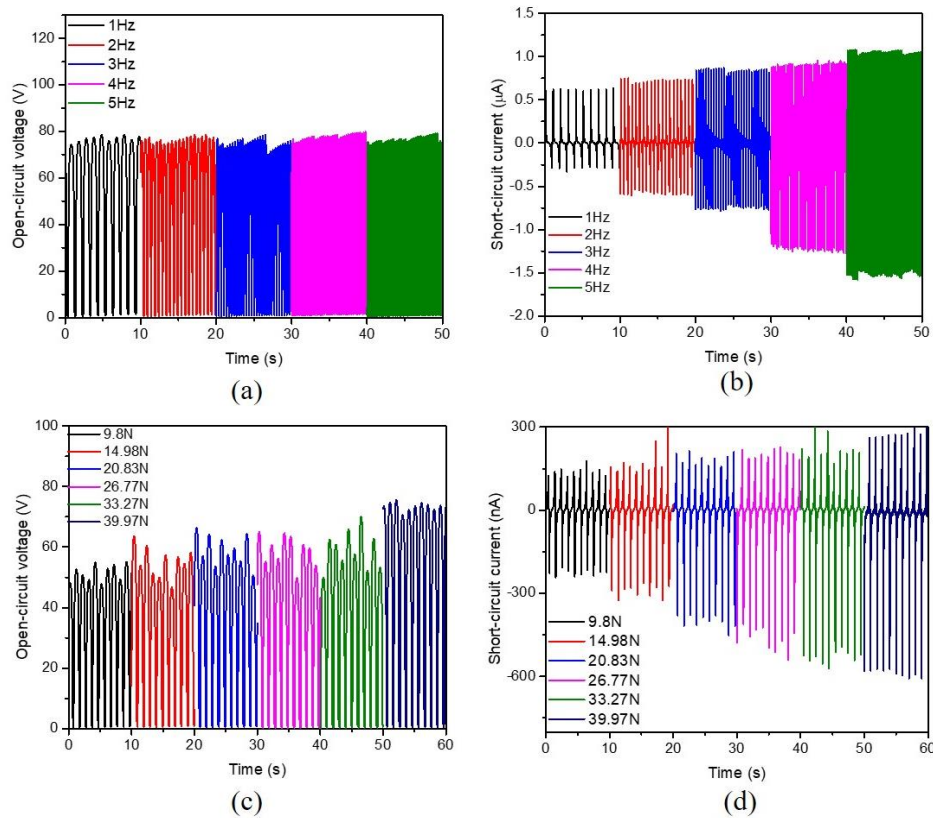 Open-circuit voltage (V)
120
100
80
60
40
20
0
1Hz
2Hz
3Hz
4Hz
5Hz
0 10 20 30 40 50
Time (s)
(a)
Short-circuit current (μA)
1.5
1.0
0.5
0.0
-0.5
-1.0
-1.5
-2.0
1Hz
2Hz
3Hz
4Hz
5Hz
0 10 20 30 40 50
Time (s)
(b)
Open-circuit voltage (V)
100
80
60
40
20
0
9.8N
14.98N
20.83N
26.77N
33.27N
39.97N
0 10 20 30 40 50 60
Time (s)
(c)
Short-circuit current (nA)
300
0
-300
-600
9.8N
14.98N
20.83N
26.77N
33.27N
39.97N
0 10 20 30 40 50 60
Time (s)
(d)